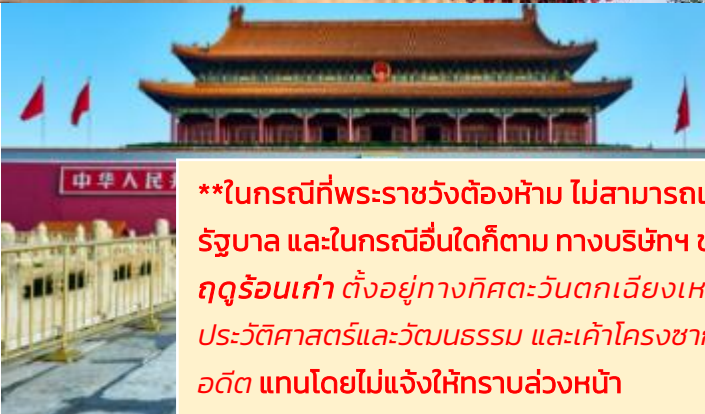 中华人民
**ในกรณีที่พระราชวังต้องห้าม ไม่สามารถ
รัฐบาล และในกรณีอื่นใดก็ตาม ทางบริษัทฯ
ฤดูร้อนเก่า ตั้งอยู่ทางทิศตะวันตกเฉียงเห
ประวัติศาสตร์และวัฒนธรรม และเค้าโครงซา
อดีต แทนโดยไม่แจ้งให้ทราบล่วงหน้า